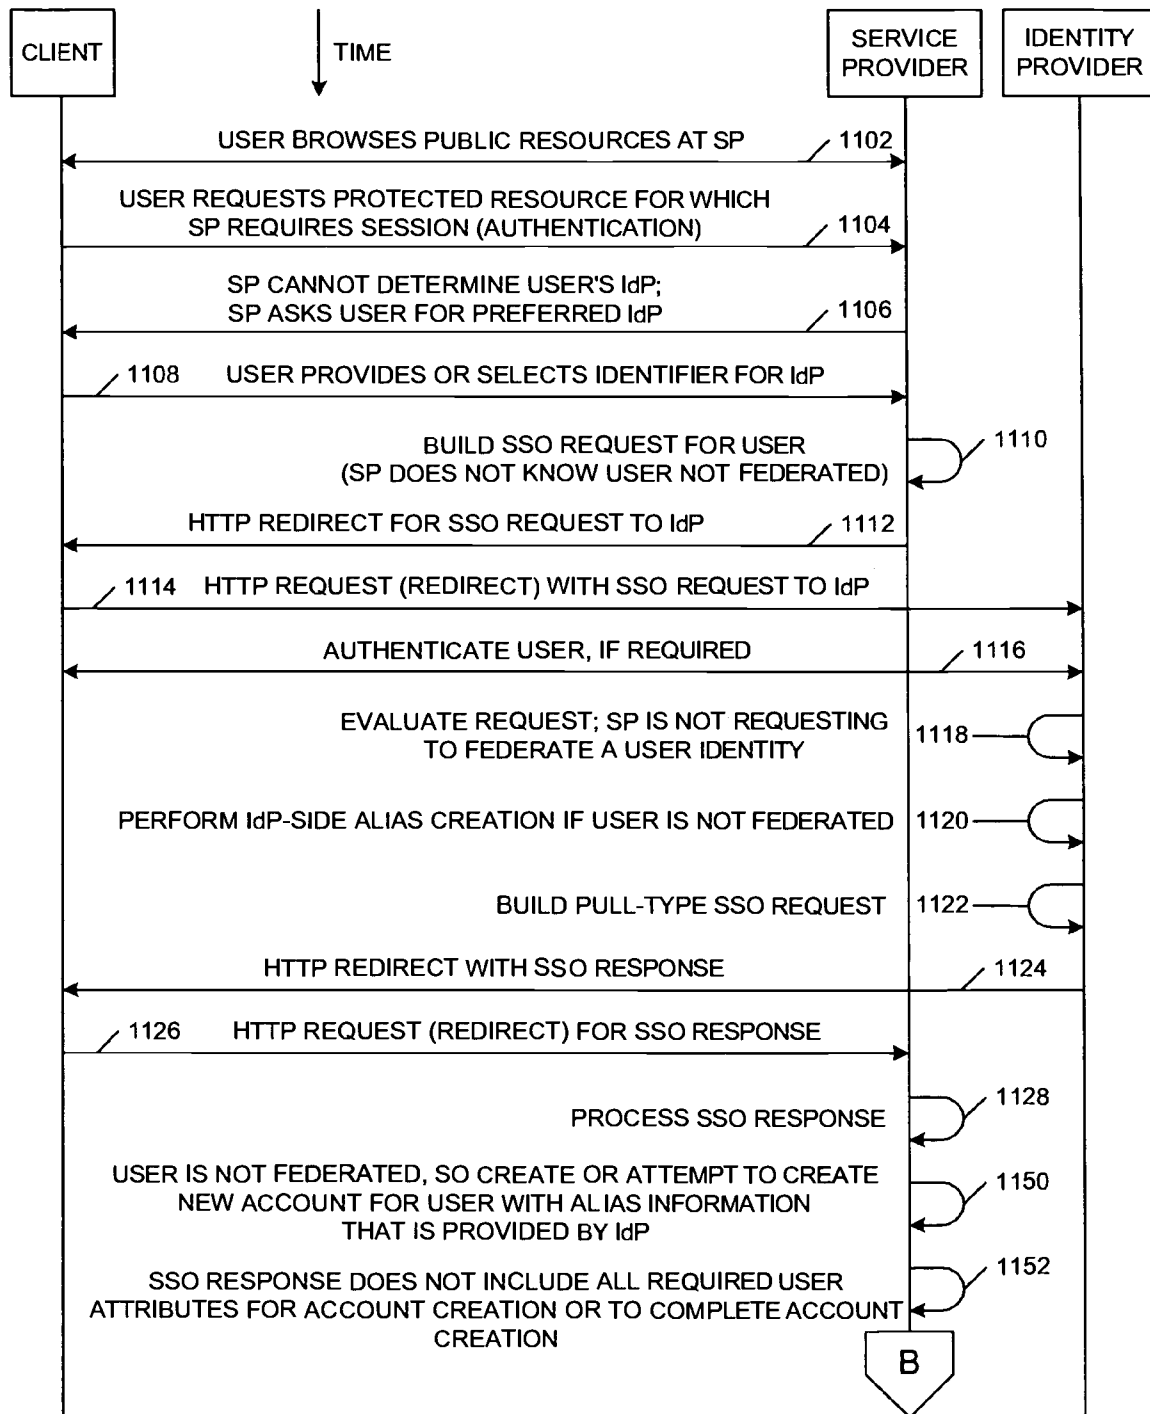 CLIENT
TIME
SERVICE
PROVIDER
IDENTITY
PROVIDER
USER BROWSES PUBLIC RESOURCES AT SP
1102
USER REQUESTS PROTECTED RESOURCE FOR WHICH
SP REQUIRES SESSION (AUTHENTICATION)
1104
SP CANNOT DETERMINE USER'S IdP;
SP ASKS USER FOR PREFERRED IdP
1106
1108
USER PROVIDES OR SELECTS IDENTIFIER FOR IdP
BUILD SSO REQUEST FOR USER
(SP DOES NOT KNOW USER NOT FEDERATED)
1110
HTTP REDIRECT FOR SSO REQUEST TO IdP
1112
1114
HTTP REQUEST (REDIRECT) WITH SSO REQUEST TO IdP
AUTHENTICATE USER, IF REQUIRED
1116
EVALUATE REQUEST; SP IS NOT REQUESTING
TO FEDERATE A USER IDENTITY
1118
PERFORM IdP-SIDE ALIAS CREATION IF USER IS NOT FEDERATED
1120
BUILD PULL-TYPE SSO REQUEST
1122
HTTP REDIRECT WITH SSO RESPONSE
1124
1126
HTTP REQUEST (REDIRECT) FOR SSO RESPONSE
PROCESS SSO RESPONSE
1128
USER IS NOT FEDERATED, SO CREATE OR ATTEMPT TO CREATE
NEW ACCOUNT FOR USER WITH ALIAS INFORMATION
THAT IS PROVIDED BY IdP
1150
SSO RESPONSE DOES NOT INCLUDE ALL REQUIRED USER
ATTRIBUTES FOR ACCOUNT CREATION OR TO COMPLETE ACCOUNT
CREATION
1152
B